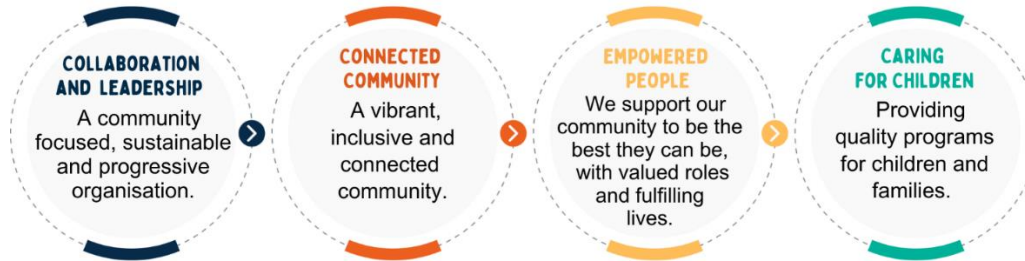 COLLABORATION
AND LEADERSHIP
A community
focused, sustainable
and progressive
organisation.
CONNECTED
COMMUNITY
A vibrant,
inclusive and
connected
community.
EMPOWERED
PEOPLE
We support our
community to be the
best they can be,
with valued roles
and fulfilling
lives.
CARING
FOR CHILDREN
Providing
quality programs
for children and
families.